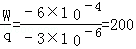 W/q = -6×10^-4 / -3×10^-6 = 200